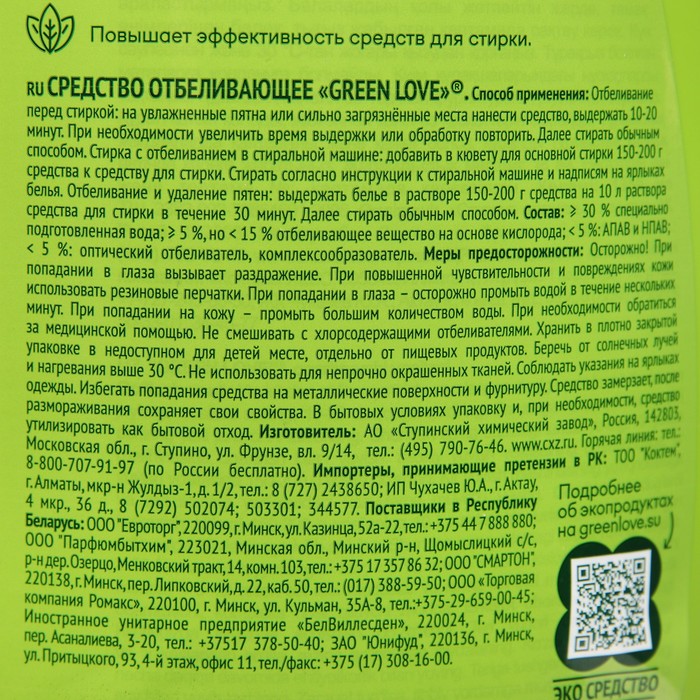 Повышает эффективность средств для стирки.
RU СРЕДСТВО ОТБЕЛИВАЮЩЕЕ «GREEN LOVE»®. Способ применения: Отбеливание
перед стиркой: на увлажненные пятна или сильно загрязнённые места нанести средство, выдержать 10-20
минут. При необходимости увеличить время выдержки или обработку повторить. Далее стирать обычным
способом. Стирка с отбеливанием в стиральной машине: добавить в кювету для основной стирки 150-200 г
средства к средству для стирки. Стирать согласно инструкции к стиральной машине и надписям на ярлыках
белья. Отбеливание и удаление пятен: выдержать белье в растворе 150-200 г средства на 10 л раствора
средства для стирки в течение 30 минут. Далее стирать обычным способом. Состав: ≥ 30 % специально
подготовленная вода; ≥ 5 %, но < 15 % отбеливающее вещество на основе кислорода; < 5 %: АПАВ и НПАВ;
< 5 %: оптический отбеливатель, комплексообразователь. Меры предосторожности: Осторожно! При
попадании в глаза вызывает раздражение. При повышенной чувствительности и повреждениях кожи
использовать резиновые перчатки. При попадании в глаза – осторожно промыть водой в течение нескольких
минут. При попадании на кожу – промыть большим количеством воды. При необходимости обратиться
за медицинской помощью. Не смешивать с хлорсодержащими отбеливателями. Хранить в плотно закрытой
упаковке в недоступном для детей месте, отдельно от пищевых продуктов. Беречь от солнечных лучей
и нагревания выше 30 °С. Не использовать для непрочно окрашенных тканей. Соблюдать указания на ярлыках
одежды. Избегать попадания средства на металлические поверхности и фурнитуру. Средство замерзает, после
размораживания сохраняет свои свойства. В бытовых условиях упаковку и, при необходимости, средство
утилизировать как бытовой отход. Изготовитель: АО «Ступинский химический завод», Россия, 142803,
Московская обл., г. Ступино, ул. Фрунзе, вл. 9/14, тел.: (495) 790-76-46. www.cxz.ru. Горячая линия: тел.:
8-800-707-91-97 (по России бесплатно). Импортеры, принимающие претензии в РК: ТОО "Коктем",
г. Алматы, мкр-н Жулдыз-1, д. 1/2, тел.: 8 (727) 2438650; ИП Чухачев Ю.А., г. Актау,
4 мкр., 36 д., 8 (7292) 502074; 503301; 344577. Поставщики в Республику
Беларусь: ООО "Евроторг", 220099, г. Минск, ул. Казинца, 52а-22, тел.: +375 44 7 888 880;
ООО "Парфюмбытхим", 223021, Минская обл., Минский р-н, Щомыслицкий с/с,
р-н дер. Озерцо, Менковский тракт, 14, комн. 103, тел.: +375 17 357 86 32; ООО "СМАРТОН",
220138, г. Минск, пер. Липковский, д. 22, каб. 50, тел.: (017) 388-59-50; ООО «Торговая
компания Ромакс», 220100, г. Минск, ул. Кульман, 35А-8, тел.:+375-29-659-00-45;
Иностранное унитарное предприятие «БелВиллесден», 220024, г. Минск,
пер. Асаналиева, 3-20, тел.: +37517 378-50-40; ЗАО "Юнифуд", 220136, г. Минск,
ул. Притыцкого, 93, 4-й этаж, офис 11, тел./факс: +375 (17) 308-16-00.
Подробнее
об экопродуктах
на greenlove.su
ЭКО СРЕДСТВО